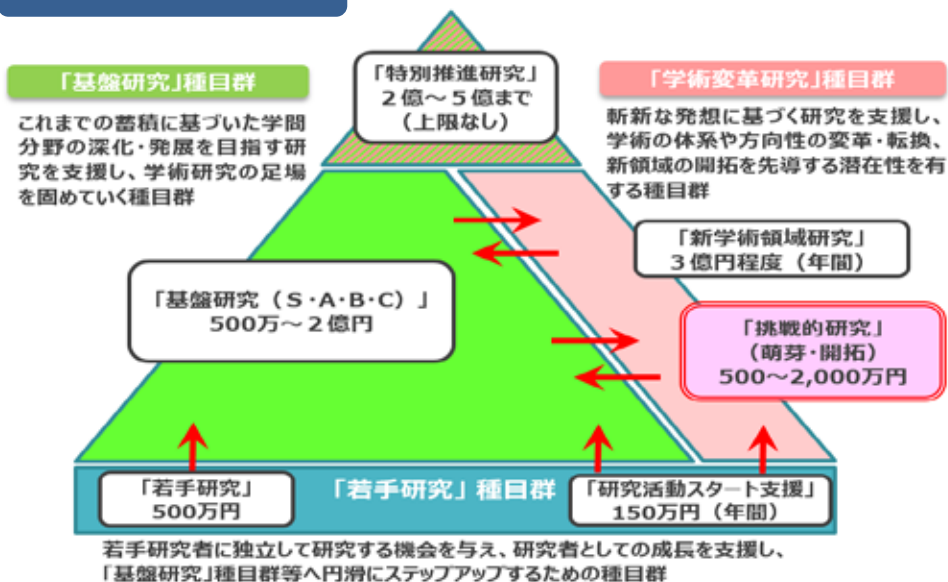 「特別推進研究」
2億～5億まで
(上限なし)
「基盤研究」種目群
これまでの蓄積に基づいた学問
分野の深化・発展を目指す研
究を支援し、学術研究の足場
を固めていく種目群
「学術変革研究」種目群
斬新な発想に基づく研究を支援し、
学術の体系や方向性の変革・転換、
新領域の開拓を先導する潜在性を有
する種目群
「新学術領域研究」
3億円程度（年間）
「基盤研究（S・A・B・C）」
500万～2億円
「挑戦的研究」
(萌芽・開拓)
500～2,000万円
「若手研究」
500万円
「若手研究」種目群
「研究活動スタート支援」
150万円（年間）
若手研究者に独立して研究する機会を与え、研究者としての成長を支援し、
「基盤研究」種目群等へ円滑にステップアップするための種目群